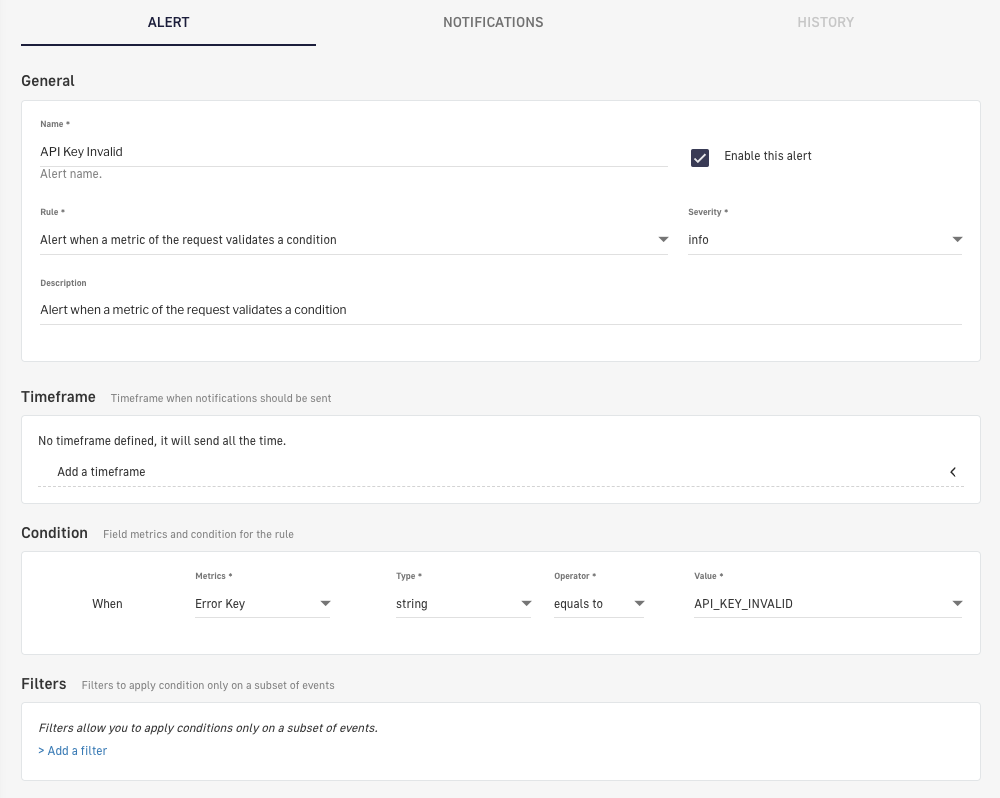 ALERT NOTIFICATIONS HISTORY
General
Name *
API Key Invalid
Enable this alert
Alert name.
Rule * Severity *
Alert when a metric of the request validates a condition info
Description
Alert when a metric of the request validates a condition
Timeframe Timeframe when notifications should be sent
No timeframe defined, it will send all the time.
Add a timeframe
Condition Field metrics and condition for the rule
Metrics * Type * Operator * Value *
When Error Key string equals to API_KEY_INVALID
Filters Filters to apply condition only on a subset of events
Filters allow you to apply conditions only on a subset of events.
> Add a filter